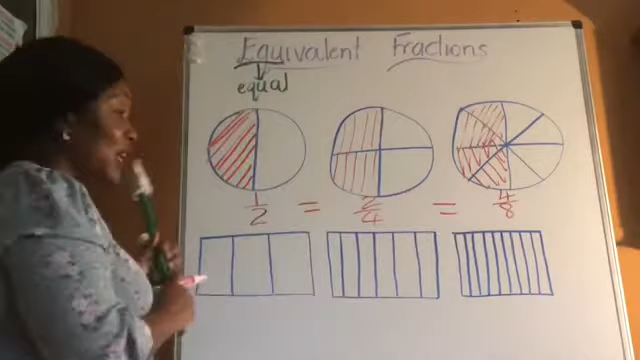 Equivalent Fractions
equal
1/2 = 2/4 = 4/8